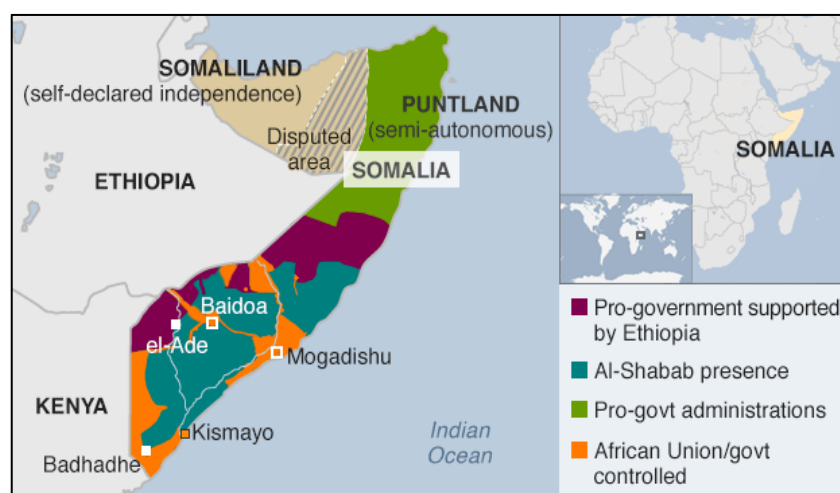 SOMALILAND
(self-declared independence)
PUNTLAND
(semi-autonomous)
Disputed
area
SOMALIA
ETHIOPIA
Baidoa
el-Ade
Mogadishu
KENYA
Kismayo
Badhadhe
Indian
Ocean
SOMALIA
Pro-government supported
by Ethiopia
Al-Shabab presence
Pro-govt administrations
African Union/govt
controlled